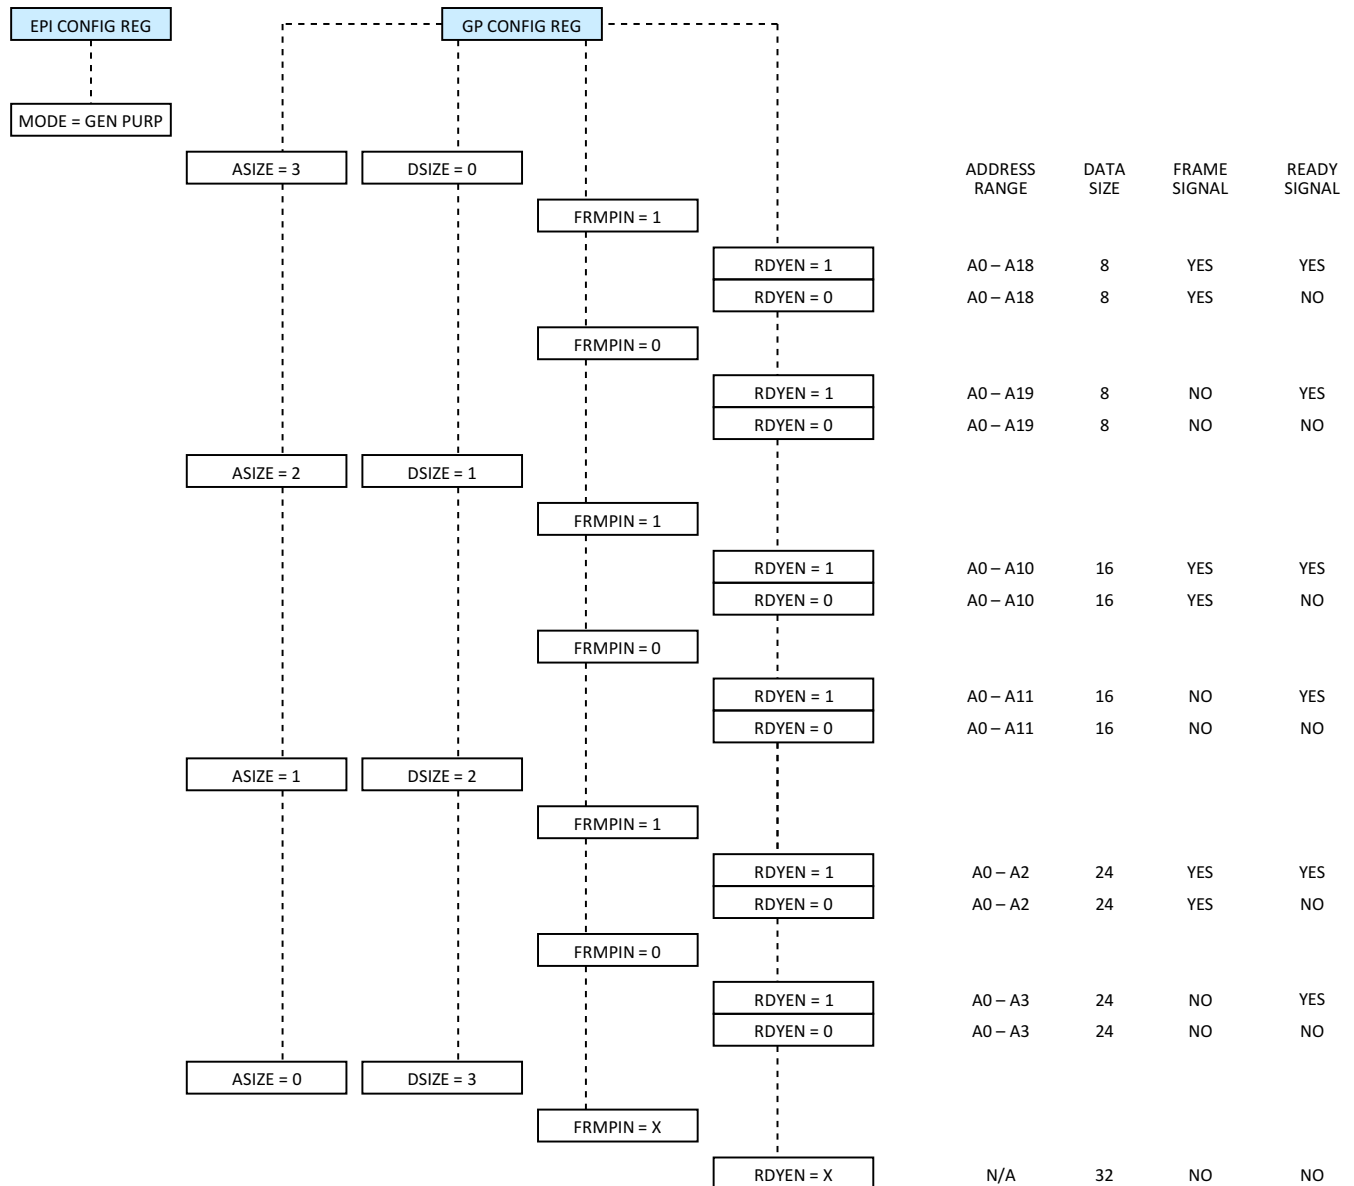 EPI CONFIG REG
GP CONFIG REG
MODE = GEN PURP
ASIZE = 3
DSIZE = 0
ADDRESS RANGE
DATA SIZE
FRAME SIGNAL
READY SIGNAL
FRMPIN = 1
RDYEN = 1 A0 – A18 8 YES YES
RDYEN = 0 A0 – A18 8 YES NO
FRMPIN = 0
RDYEN = 1 A0 – A19 8 NO YES
RDYEN = 0 A0 – A19 8 NO NO
ASIZE = 2
DSIZE = 1
FRMPIN = 1
RDYEN = 1 A0 – A10 16 YES YES
RDYEN = 0 A0 – A10 16 YES NO
FRMPIN = 0
RDYEN = 1 A0 – A11 16 NO YES
RDYEN = 0 A0 – A11 16 NO NO
ASIZE = 1
DSIZE = 2
FRMPIN = 1
RDYEN = 1 A0 – A2 24 YES YES
RDYEN = 0 A0 – A2 24 YES NO
FRMPIN = 0
RDYEN = 1 A0 – A3 24 NO YES
RDYEN = 0 A0 – A3 24 NO NO
ASIZE = 0
DSIZE = 3
FRMPIN = X
RDYEN = X N/A 32 NO NO